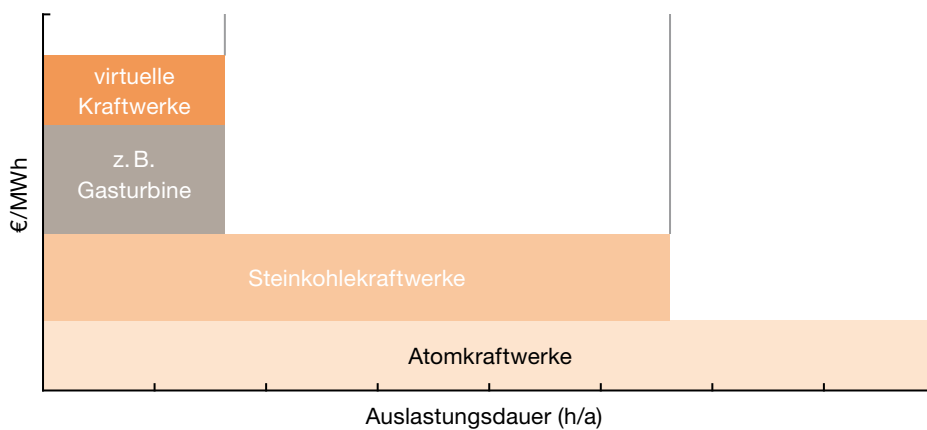 virtuelle
Kraftwerke
z. B.
Gasturbine
€/MWh
Steinkohlekraftwerke
Atomkraftwerke
Auslastungsdauer (h/a)